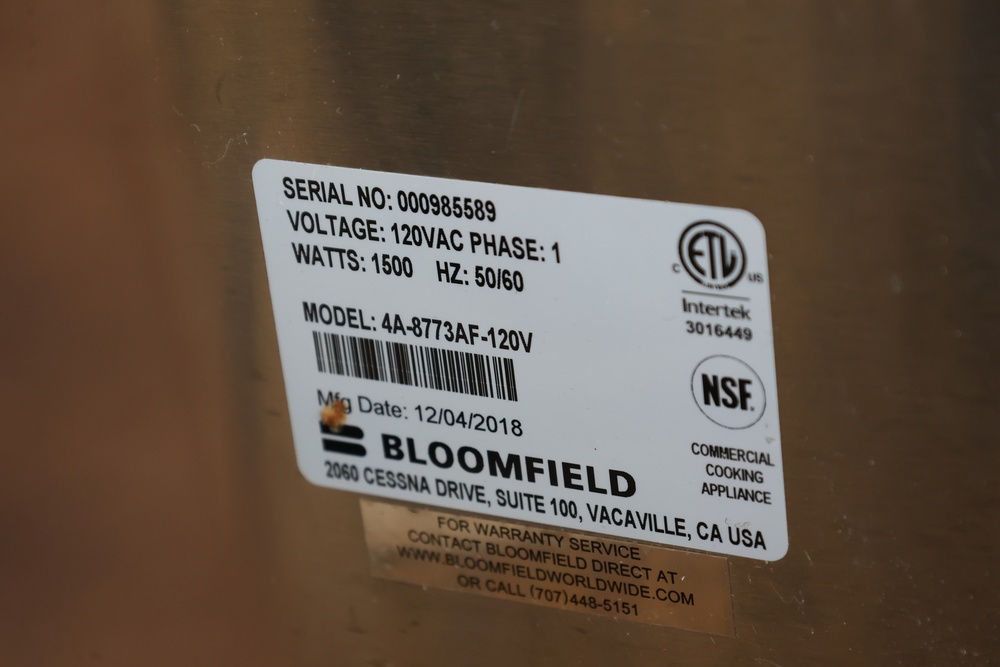 SERIAL NO: 000985589
VOLTAGE: 120VAC PHASE: 1
WATTS: 1500 HZ: 50/60
MODEL: 4A-8773AF-120V
Mfg Date: 12/04/2018
BLOOMFIELD
2060 CESSNA DRIVE, SUITE 100, VACAVILLE, CA USA
C ETL US
Intertek
3016449
NSF.
COMMERCIAL
COOKING
APPLIANCE
FOR WARRANTY SERVICE
CONTACT BLOOMFIELD DIRECT AT
WWW.BLOOMFIELDWORLDWIDE.COM
OR CALL (707)448-5151